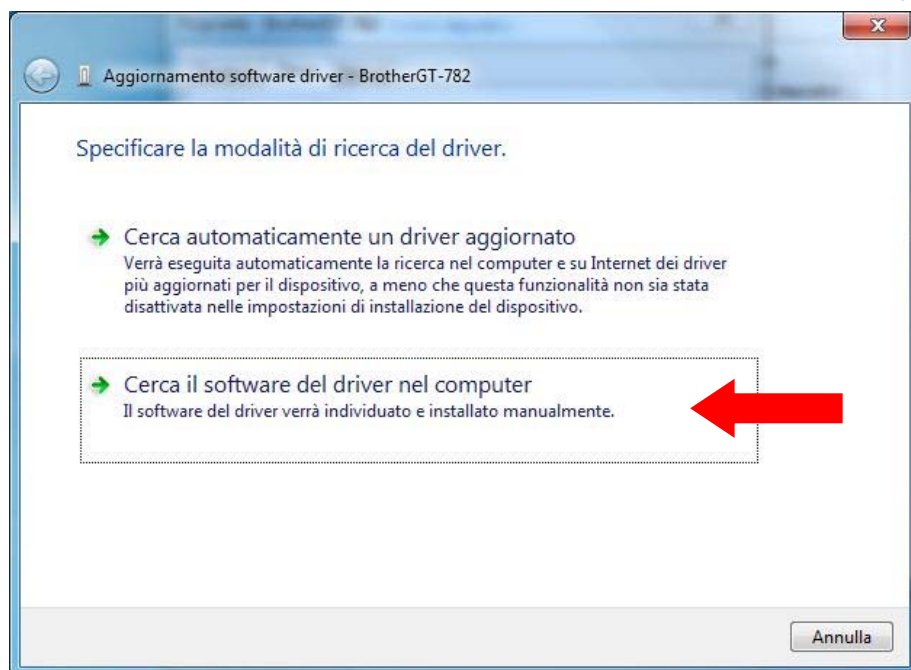 Aggiornamento software driver - BrotherGT-782
Specificare la modalità di ricerca del driver.
Cerca automaticamente un driver aggiornato
Verrà eseguita automaticamente la ricerca nel computer e su Internet dei driver
più aggiornati per il dispositivo, a meno che questa funzionalità non sia stata
disattivata nelle impostazioni di installazione del dispositivo.
Cerca il software del driver nel computer
Il software del driver verrà individuato e installato manualmente.
Annulla